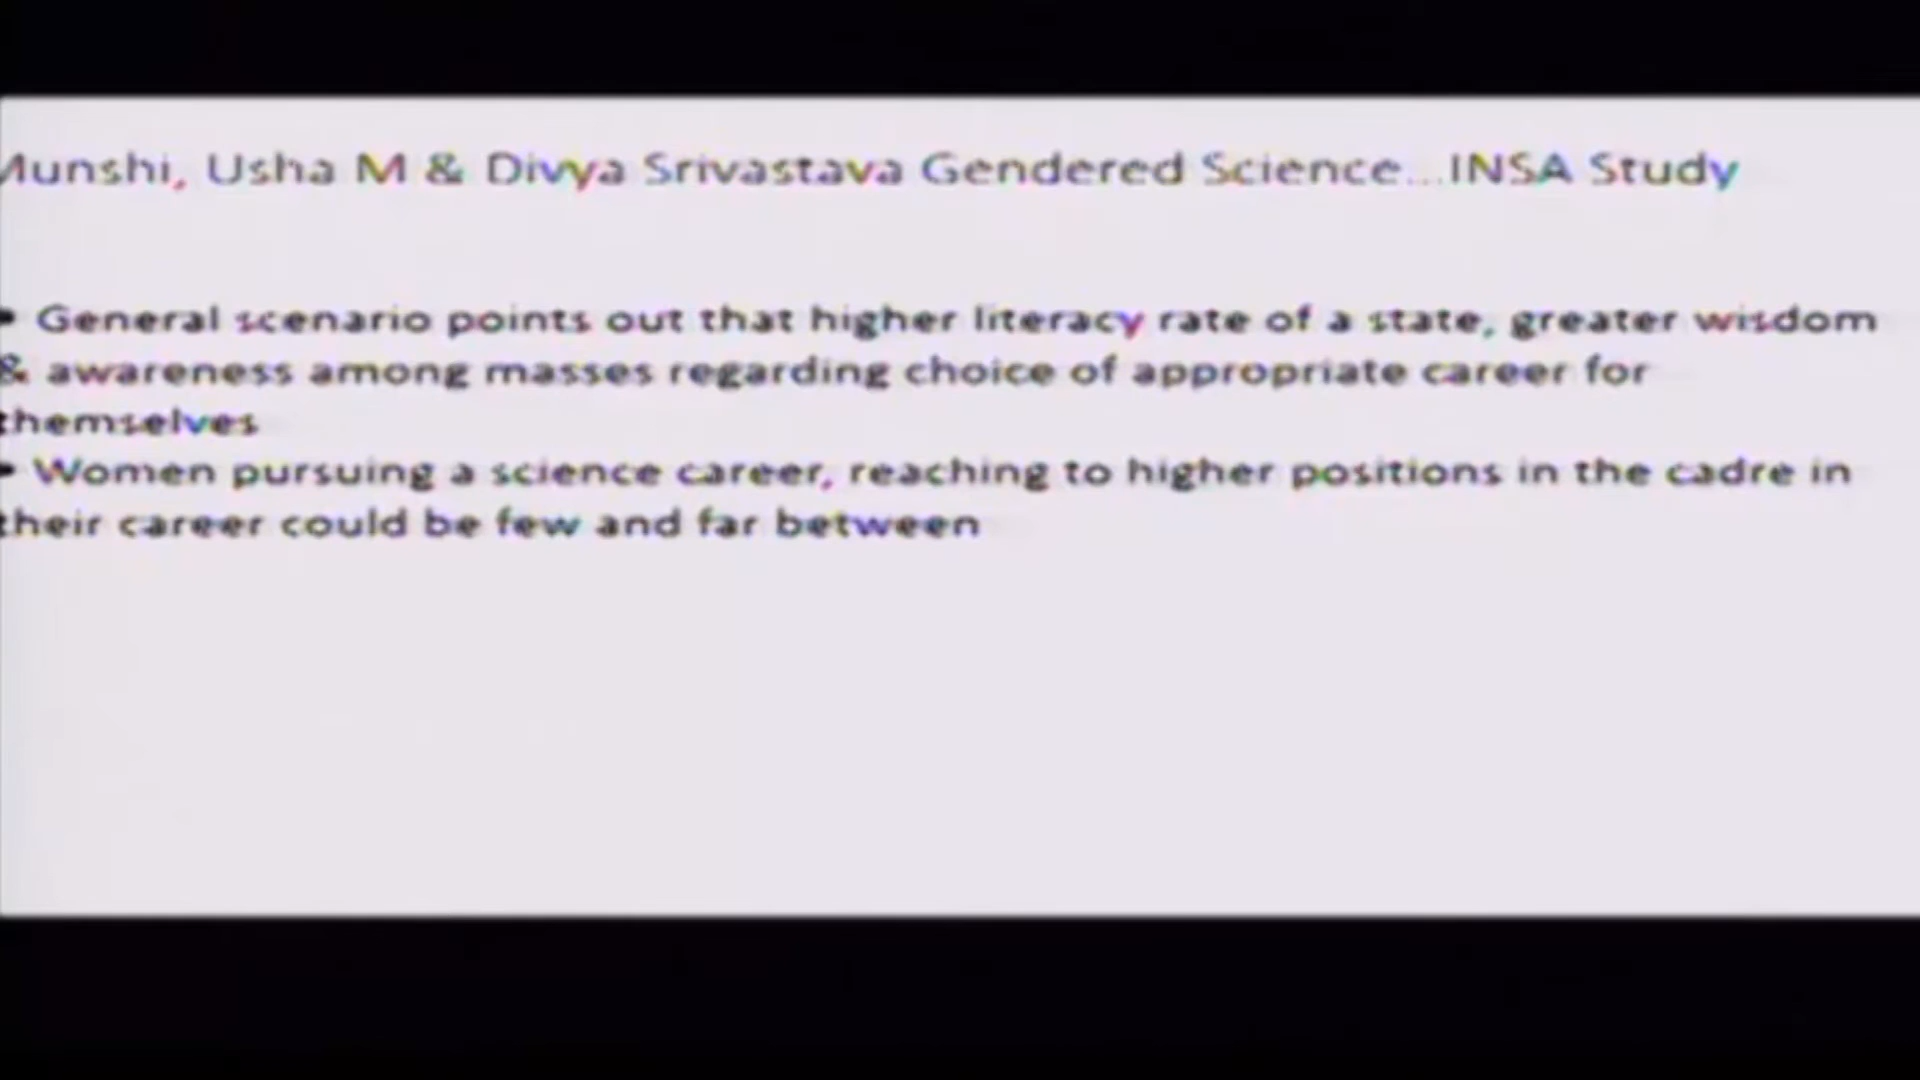 Munshi, Usha M & Divya Srivastava Gendered Science...INSA Study
• General scenario points out that higher literacy rate of a state, greater wisdom
& awareness among masses regarding choice of appropriate career for
themselves
• Women pursuing a science career, reaching to higher positions in the cadre in
their career could be few and far between